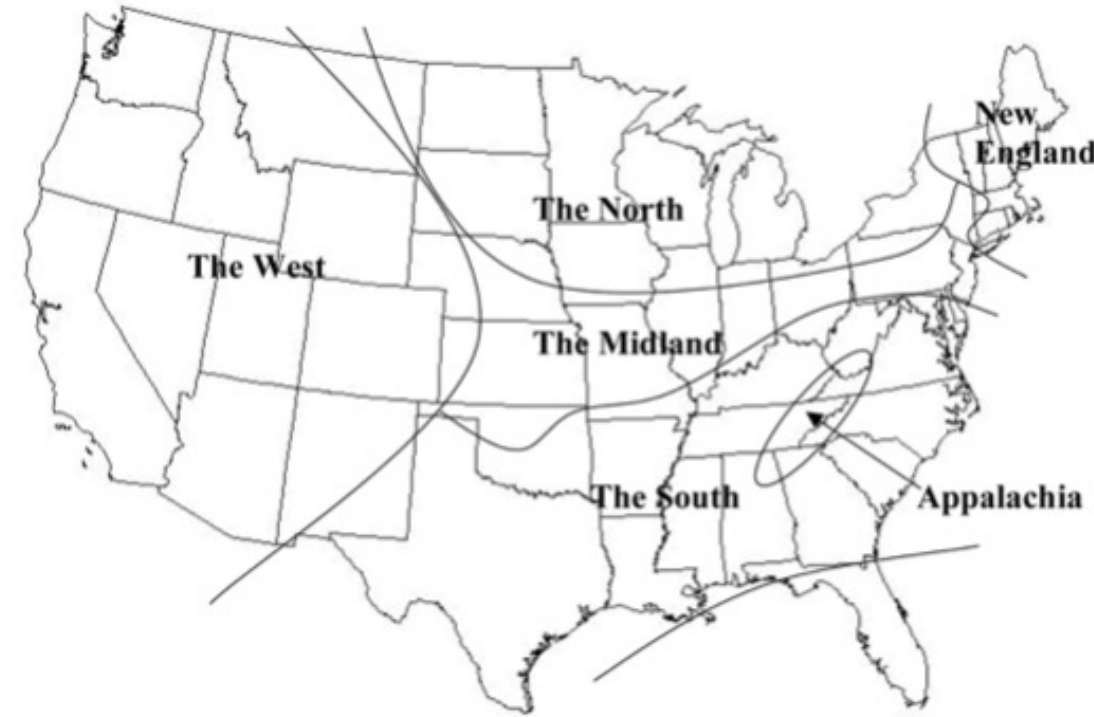 New
England
The North
The West
The Midland
The South
Appalachia